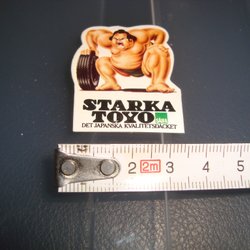 STARKA
TOYO
DET JAPANSKA KVALITETSDÄCKET
2 2m 3 4 5